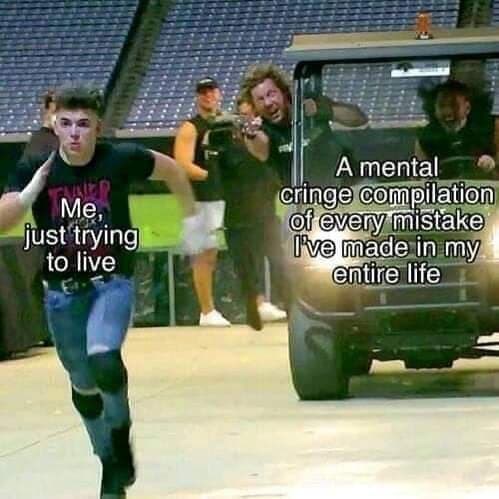 Me,
just trying
to live
A mental
cringe compilation
of every mistake
I've made in my
entire life